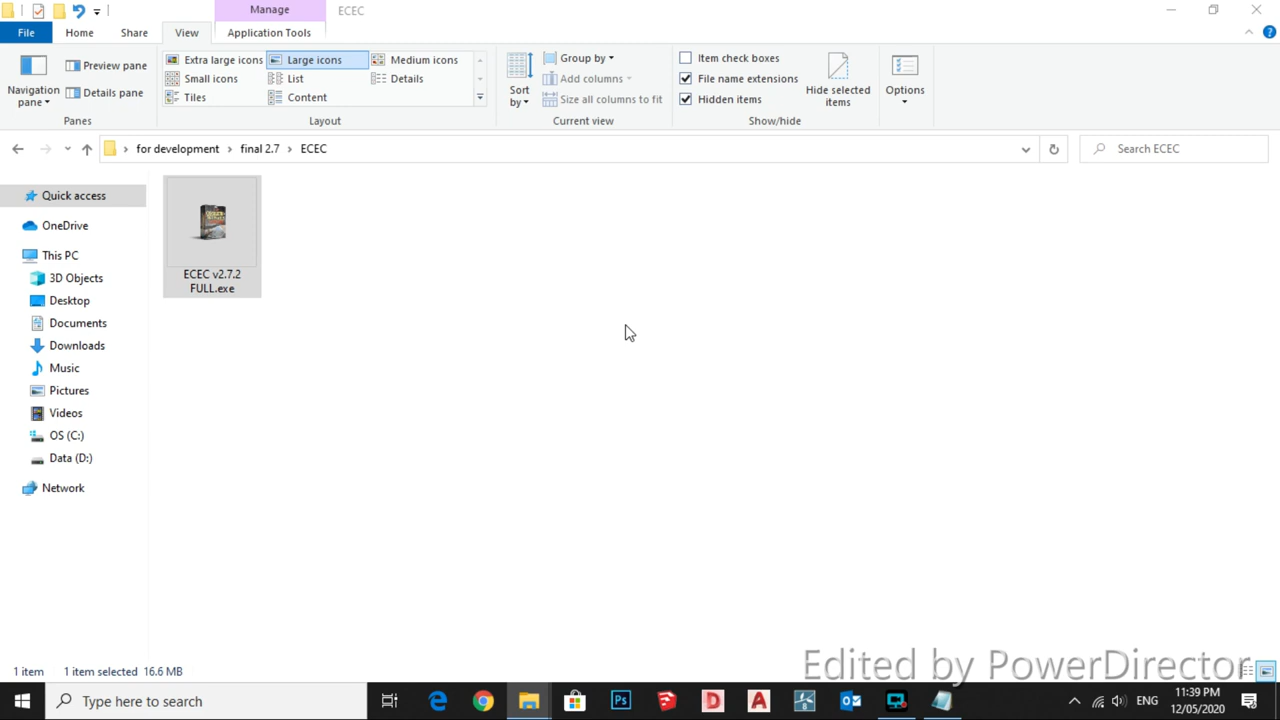 Manage
ECEC
File
Home
Share
View
Application Tools
Navigation pane
Preview pane
Details pane
Panes
Extra large icons
Large icons
Medium icons
Small icons
List
Details
Tiles
Content
Layout
Sort by
Group by
Add columns
Size all columns to fit
Current view
Item check boxes
File name extensions
Hidden items
Hide selected items
Show/hide
Options
for development
final 2.7
ECEC
Search ECEC
Quick access
OneDrive
This PC
3D Objects
Desktop
Documents
Downloads
Music
Pictures
Videos
OS (C:)
Data (D:)
Network
ECEC v2.7.2
FULL.exe
1 item
1 item selected 16.6 MB
Edited by PowerDirector
Type here to search
Ps
ENG
11:39 PM
12/05/2020